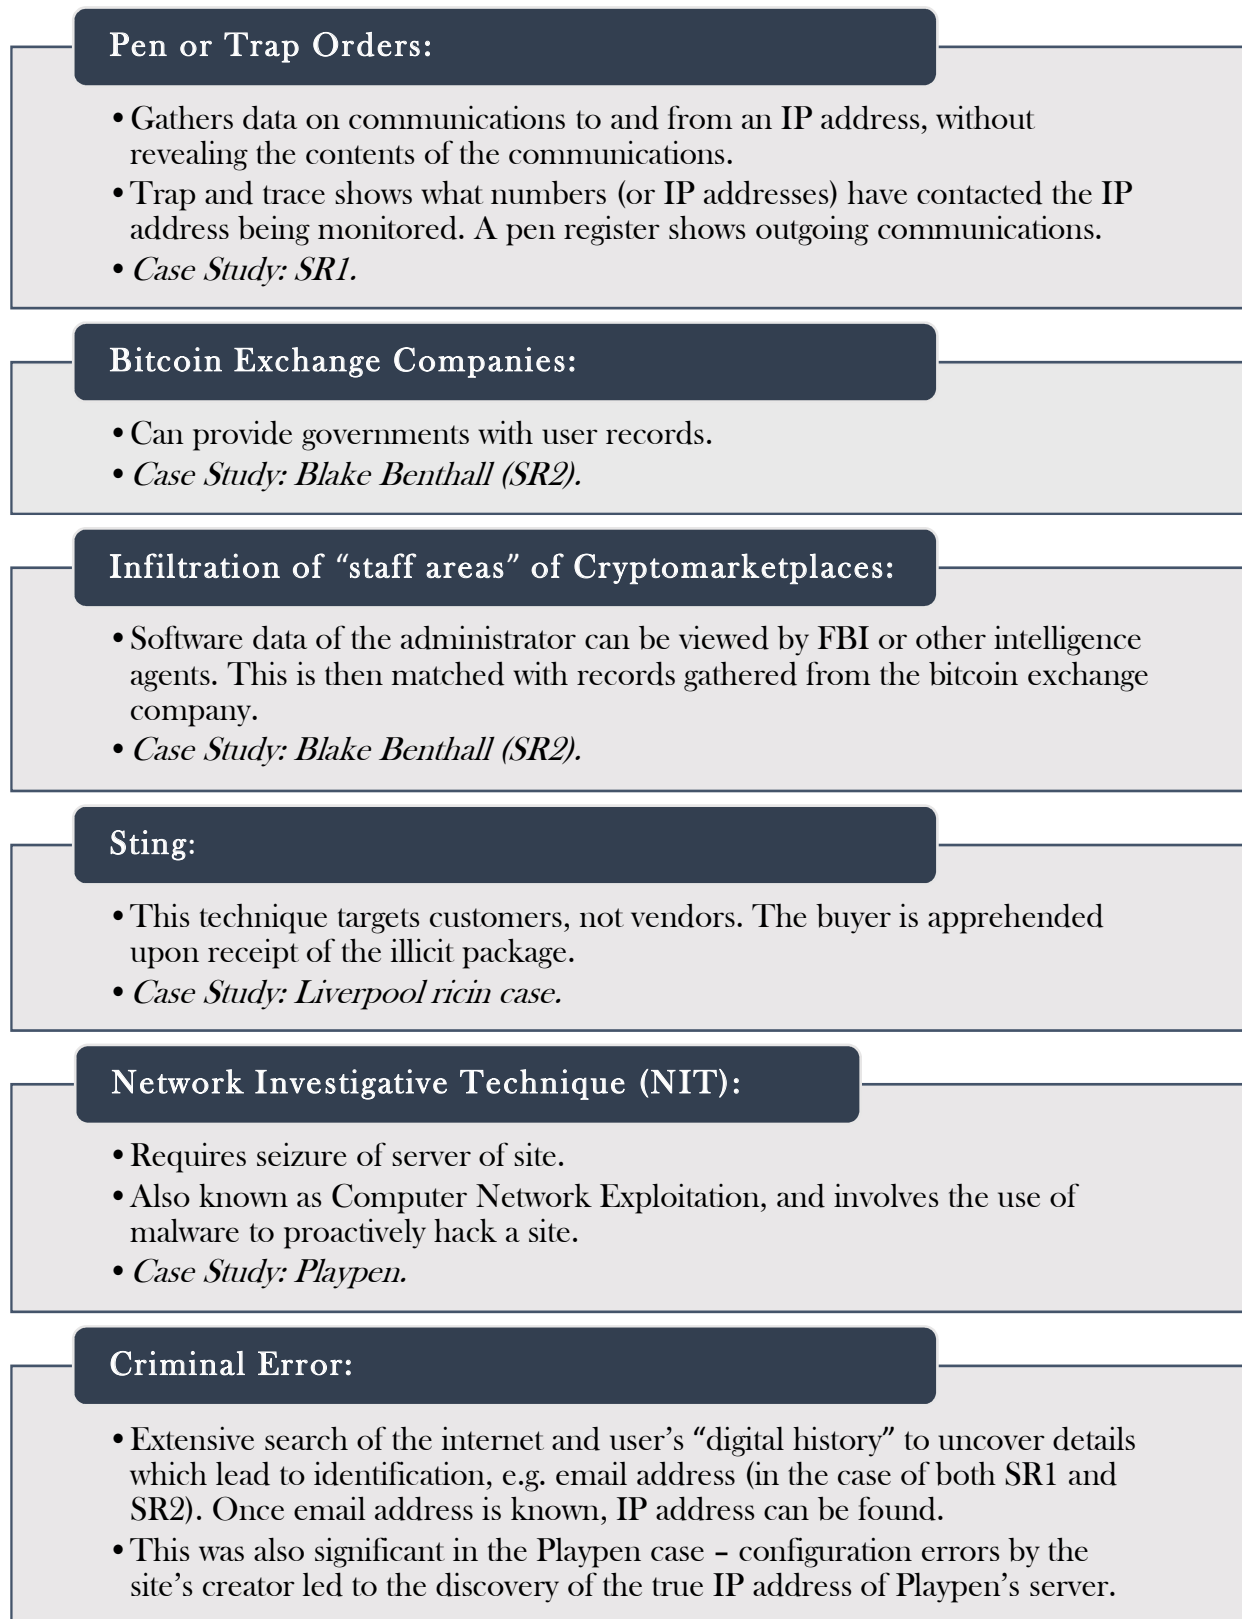 Pen or Trap Orders:
• Gathers data on communications to and from an IP address, without
revealing the contents of the communications.
• Trap and trace shows what numbers (or IP addresses) have contacted the IP
address being monitored. A pen register shows outgoing communications.
• Case Study: SR1.
Bitcoin Exchange Companies:
• Can provide governments with user records.
• Case Study: Blake Benthall (SR2).
Infiltration of “staff areas” of Cryptomarketplaces:
• Software data of the administrator can be viewed by FBI or other intelligence
agents. This is then matched with records gathered from the bitcoin exchange
company.
• Case Study: Blake Benthall (SR2).
Sting:
• This technique targets customers, not vendors. The buyer is apprehended
upon receipt of the illicit package.
• Case Study: Liverpool ricin case.
Network Investigative Technique (NIT):
• Requires seizure of server of site.
• Also known as Computer Network Exploitation, and involves the use of
malware to proactively hack a site.
• Case Study: Playpen.
Criminal Error:
• Extensive search of the internet and user’s “digital history” to uncover details
which lead to identification, e.g. email address (in the case of both SR1 and
SR2). Once email address is known, IP address can be found.
• This was also significant in the Playpen case – configuration errors by the
site’s creator led to the discovery of the true IP address of Playpen’s server.